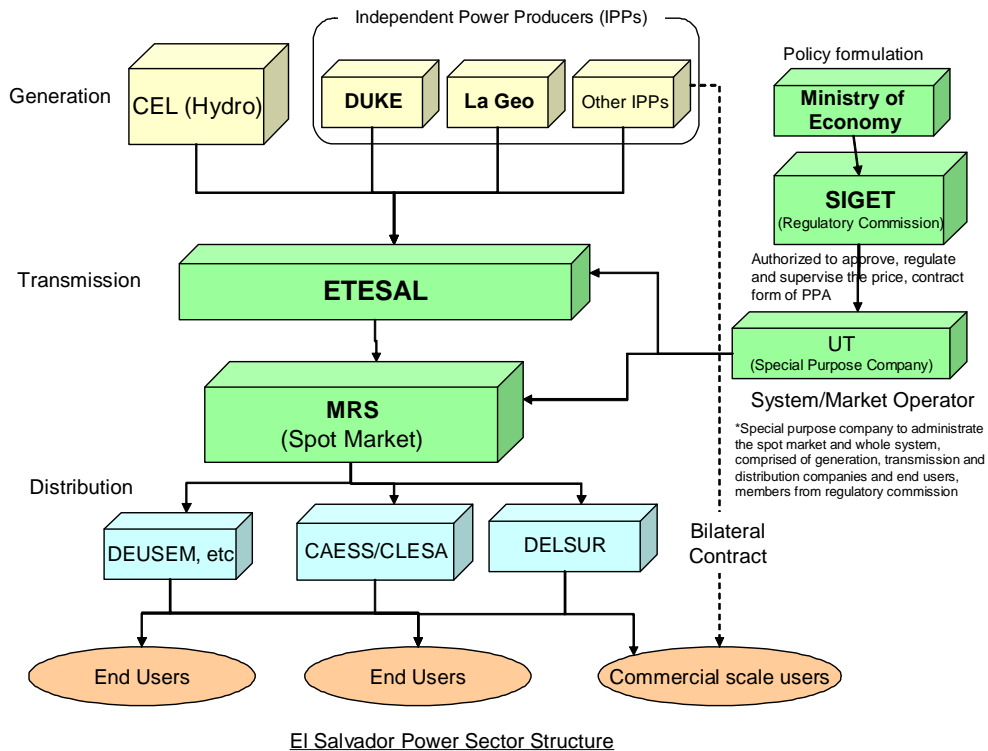 Independent Power Producers (IPPs)
Policy formulation
Generation
CEL (Hydro)
DUKE
La Geo
Other IPPs
Ministry of
Economy
SIGET
(Regulatory Commission)
Authorized to approve, regulate
and supervise the price, contract
form of PPA
Transmission
ETESAL
UT
(Special Purpose Company)
System/Market Operator
*Special purpose company to administrate
the spot market and whole system,
comprised of generation, transmission and
distribution companies and end users,
members from regulatory commission
MRS
(Spot Market)
Distribution
DEUSEM, etc
CAESS/CLESA
DELSUR
Bilateral
Contract
End Users
End Users
Commercial scale users
El Salvador Power Sector Structure